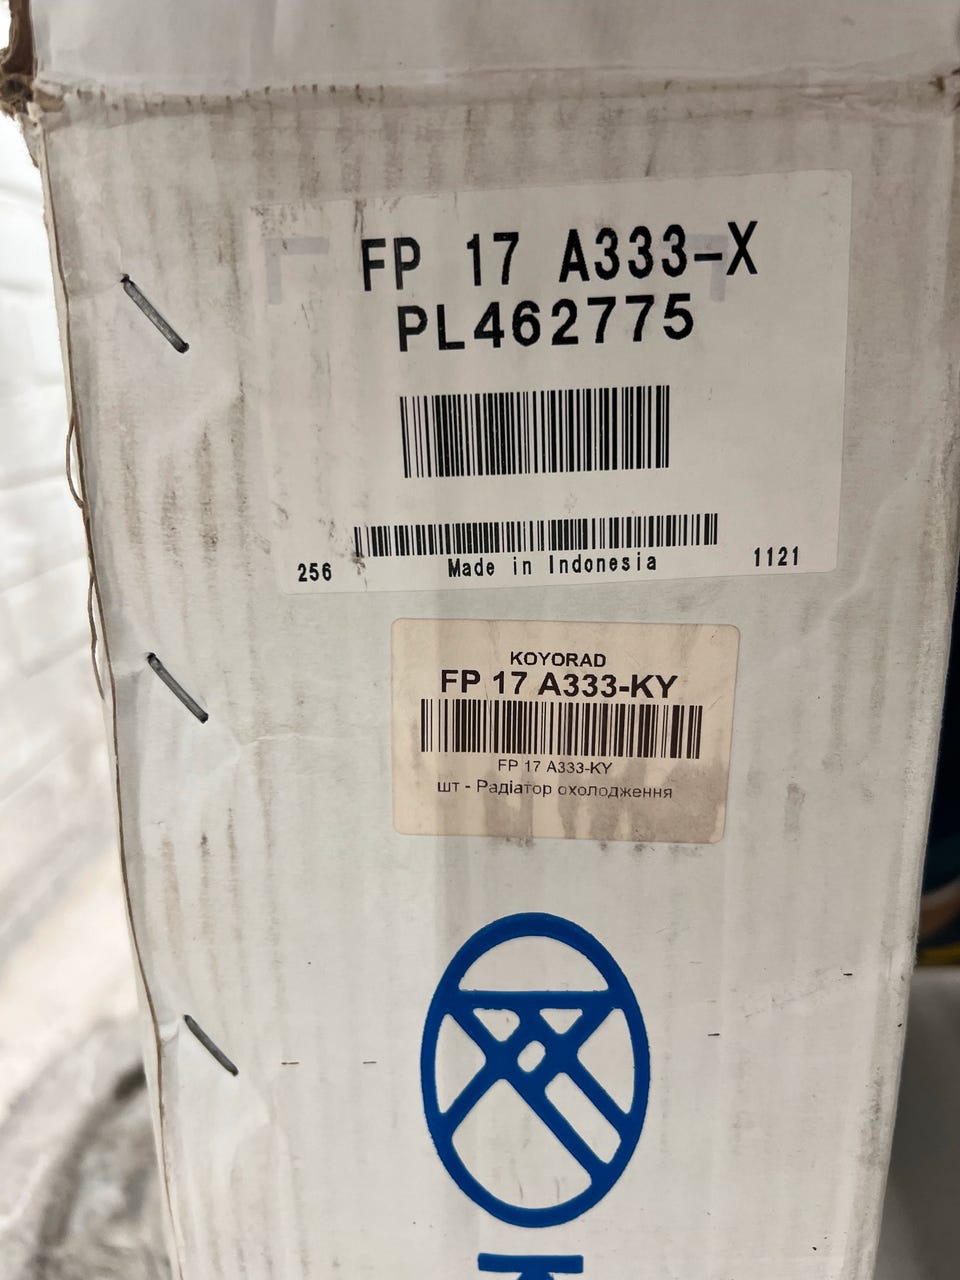 FP 17 A333-X
PL462775
256 Made in Indonesia 1121
KOYORAD
FP 17 A333-KY
FP 17 A333-KY
шт - Радіатор охолодження
K